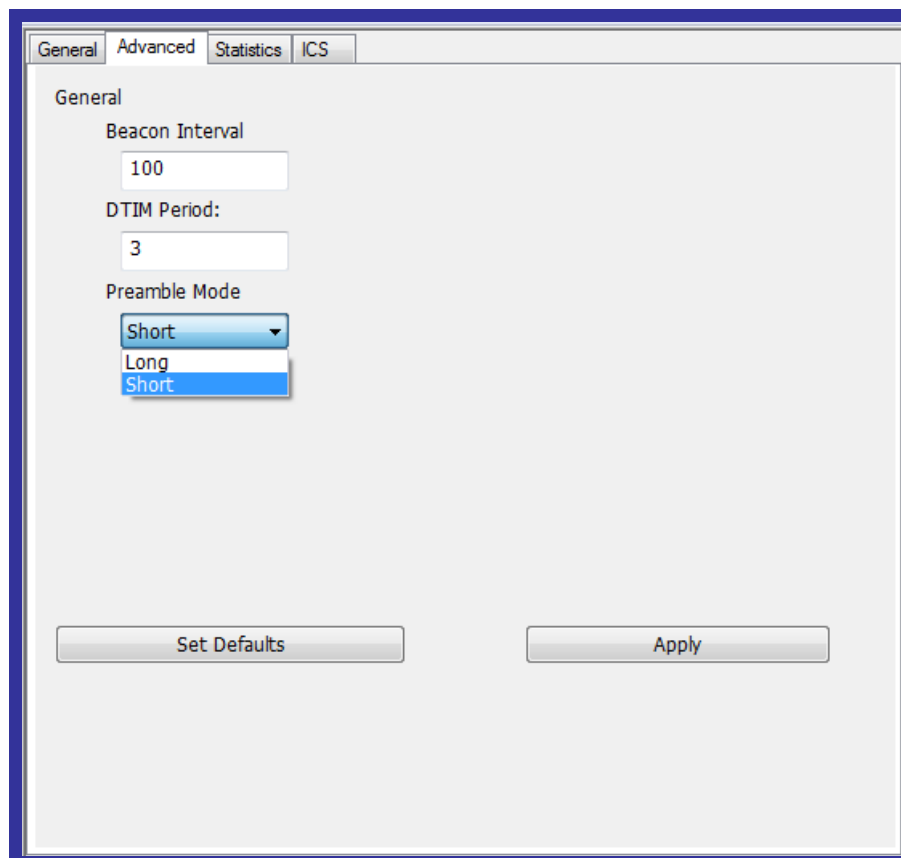 General Advanced Statistics ICS
General
Beacon Interval
100
DTIM Period:
3
Preamble Mode
Short
Long
Short
Set Defaults Apply